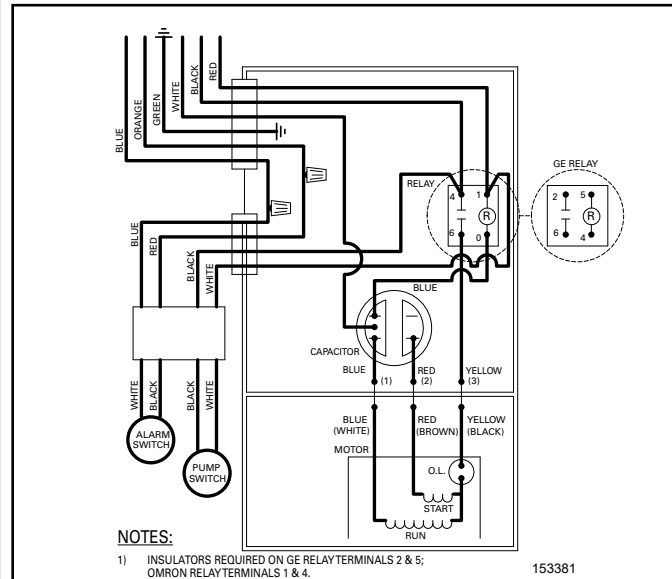 BLUE
ORANGE
GREEN
WHITE
BLACK
RED
GE RELAY
RELAY
4 1
R
6 0
2 5
R
6 4
BLUE
RED
BLACK
WHITE
BLUE
CAPACITOR
BLUE
RED
YELLOW
(1)
(2)
(3)
WHITE
BLACK
BLACK
WHITE
BLUE
(WHITE)
RED
(BROWN)
YELLOW
(BLACK)
MOTOR
ALARM
SWITCH
PUMP
SWITCH
O.L.
START
RUN
NOTES:
1) INSULATORS REQUIRED ON GE RELAY TERMINALS 2 & 5;
OMRON RELAY TERMINALS 1 & 4.
153381